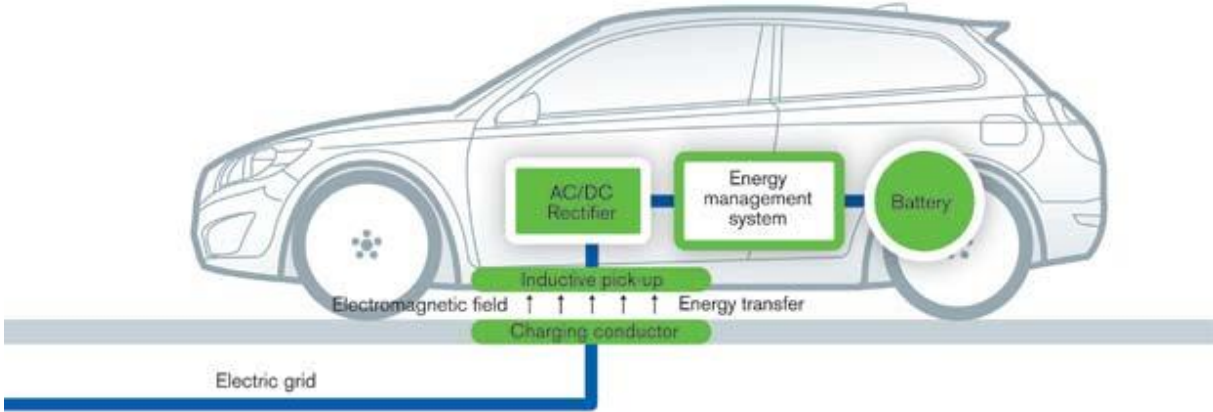 AC/DC
Rectifier
Energy
management
system
Battery
Inductive pick-up
Electromagnetic field
Energy transfer
Charging conductor
Electric grid